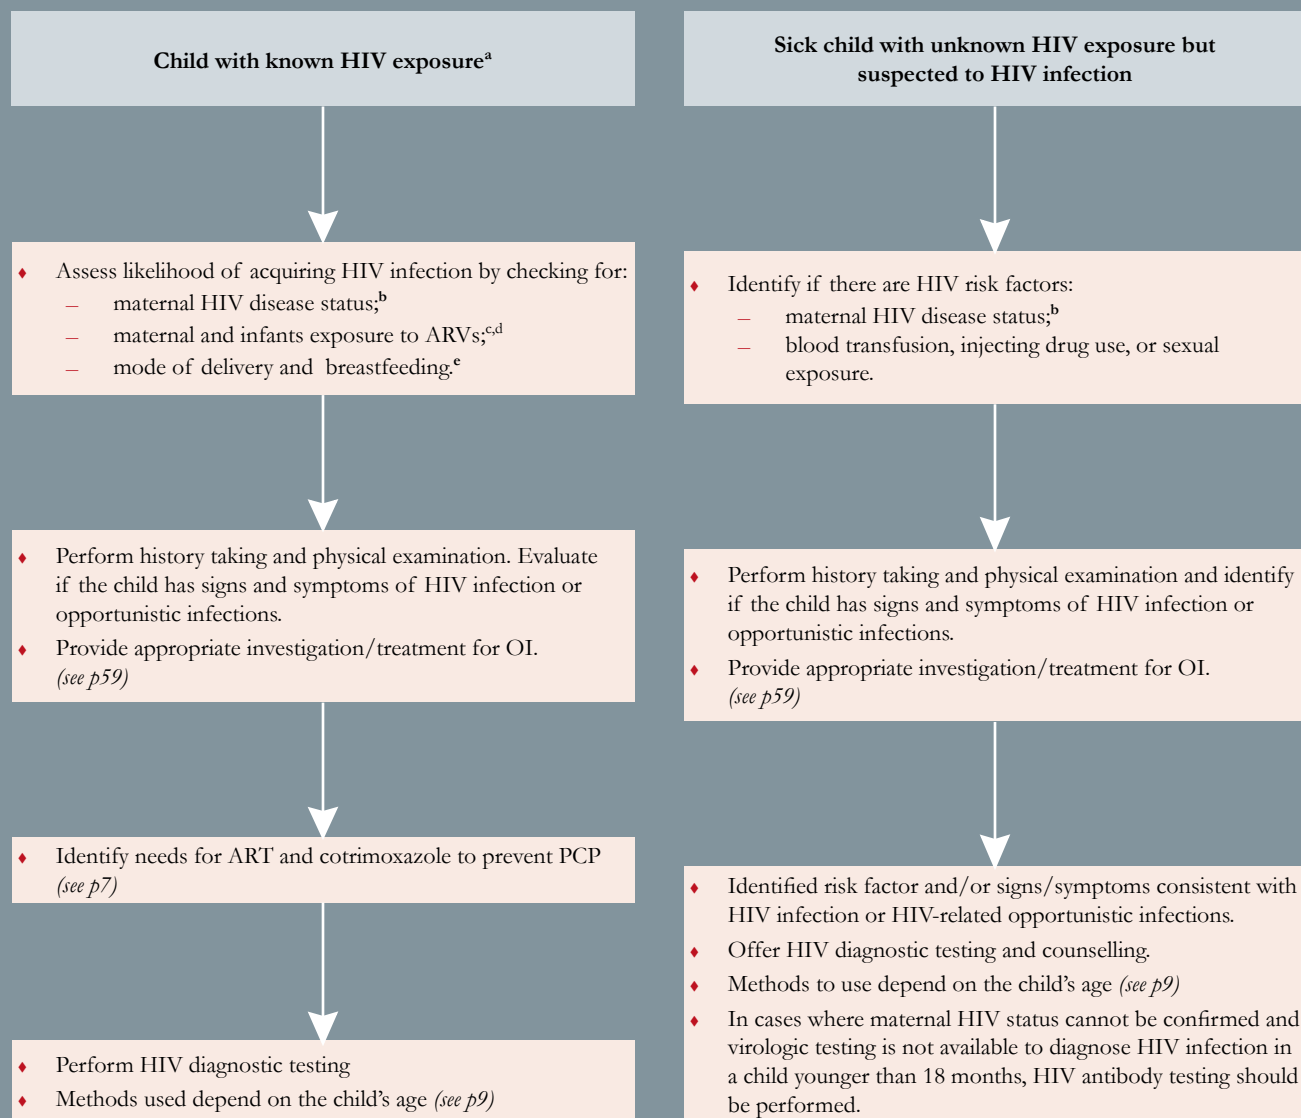 Child with known HIV exposureᵃ
♦ Assess likelihood of acquiring HIV infection by checking for:
– maternal HIV disease status;ᵇ
– maternal and infants exposure to ARVs;ᶜ,ᵈ
– mode of delivery and breastfeeding.ᵉ
♦ Perform history taking and physical examination. Evaluate
if the child has signs and symptoms of HIV infection or
opportunistic infections.
♦ Provide appropriate investigation/treatment for OI.
(see p59)
♦ Identify needs for ART and cotrimoxazole to prevent PCP
(see p7)
♦ Perform HIV diagnostic testing
♦ Methods used depend on the child's age (see p9)
Sick child with unknown HIV exposure but
suspected to HIV infection
♦ Identify if there are HIV risk factors:
– maternal HIV disease status;ᵇ
– blood transfusion, injecting drug use, or sexual
exposure.
♦ Perform history taking and physical examination and identify
if the child has signs and symptoms of HIV infection or
opportunistic infections.
♦ Provide appropriate investigation/treatment for OI.
(see p59)
♦ Identified risk factor and/or signs/symptoms consistent with
HIV infection or HIV-related opportunistic infections.
♦ Offer HIV diagnostic testing and counselling.
♦ Methods to use depend on the child's age (see p9)
♦ In cases where maternal HIV status cannot be confirmed and
virologic testing is not available to diagnose HIV infection in
a child younger than 18 months, HIV antibody testing should
be performed.